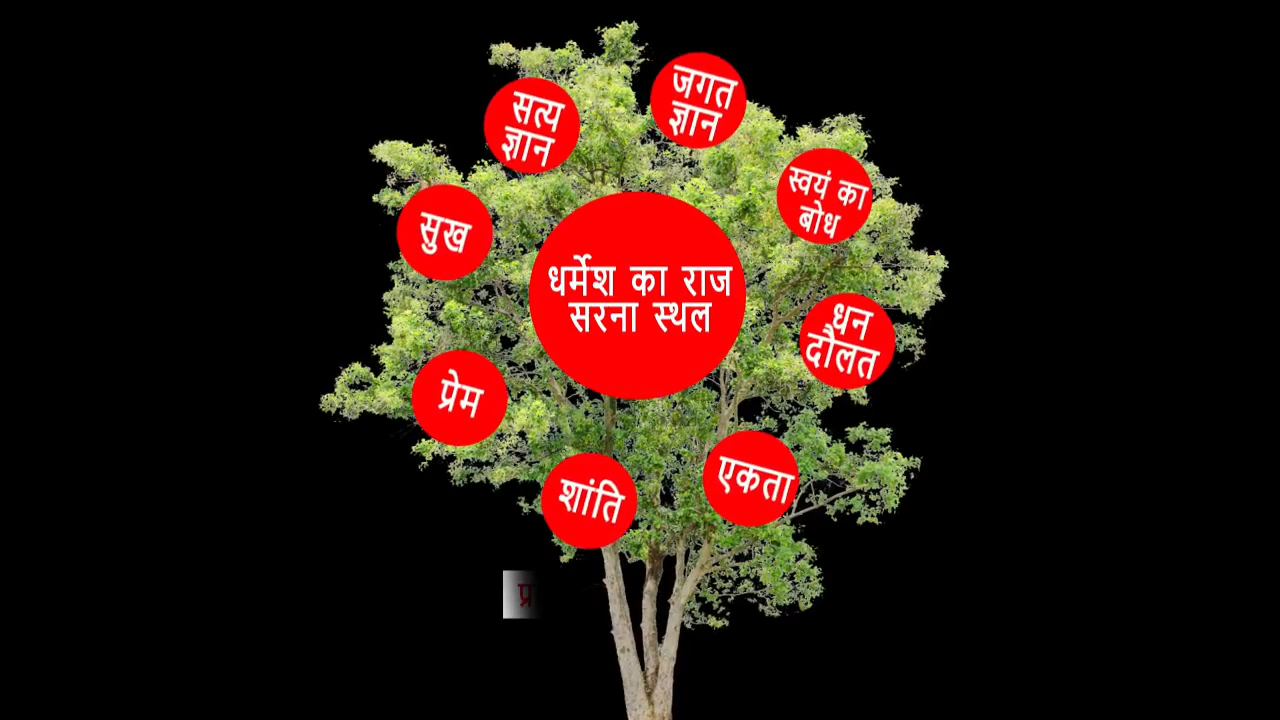 जगत
ज्ञान
सत्य
ज्ञान
स्वयं का
बोध
सुख
धर्मेश का राज
सरना स्थल
धन
दौलत
प्रेम
एकता
शांति